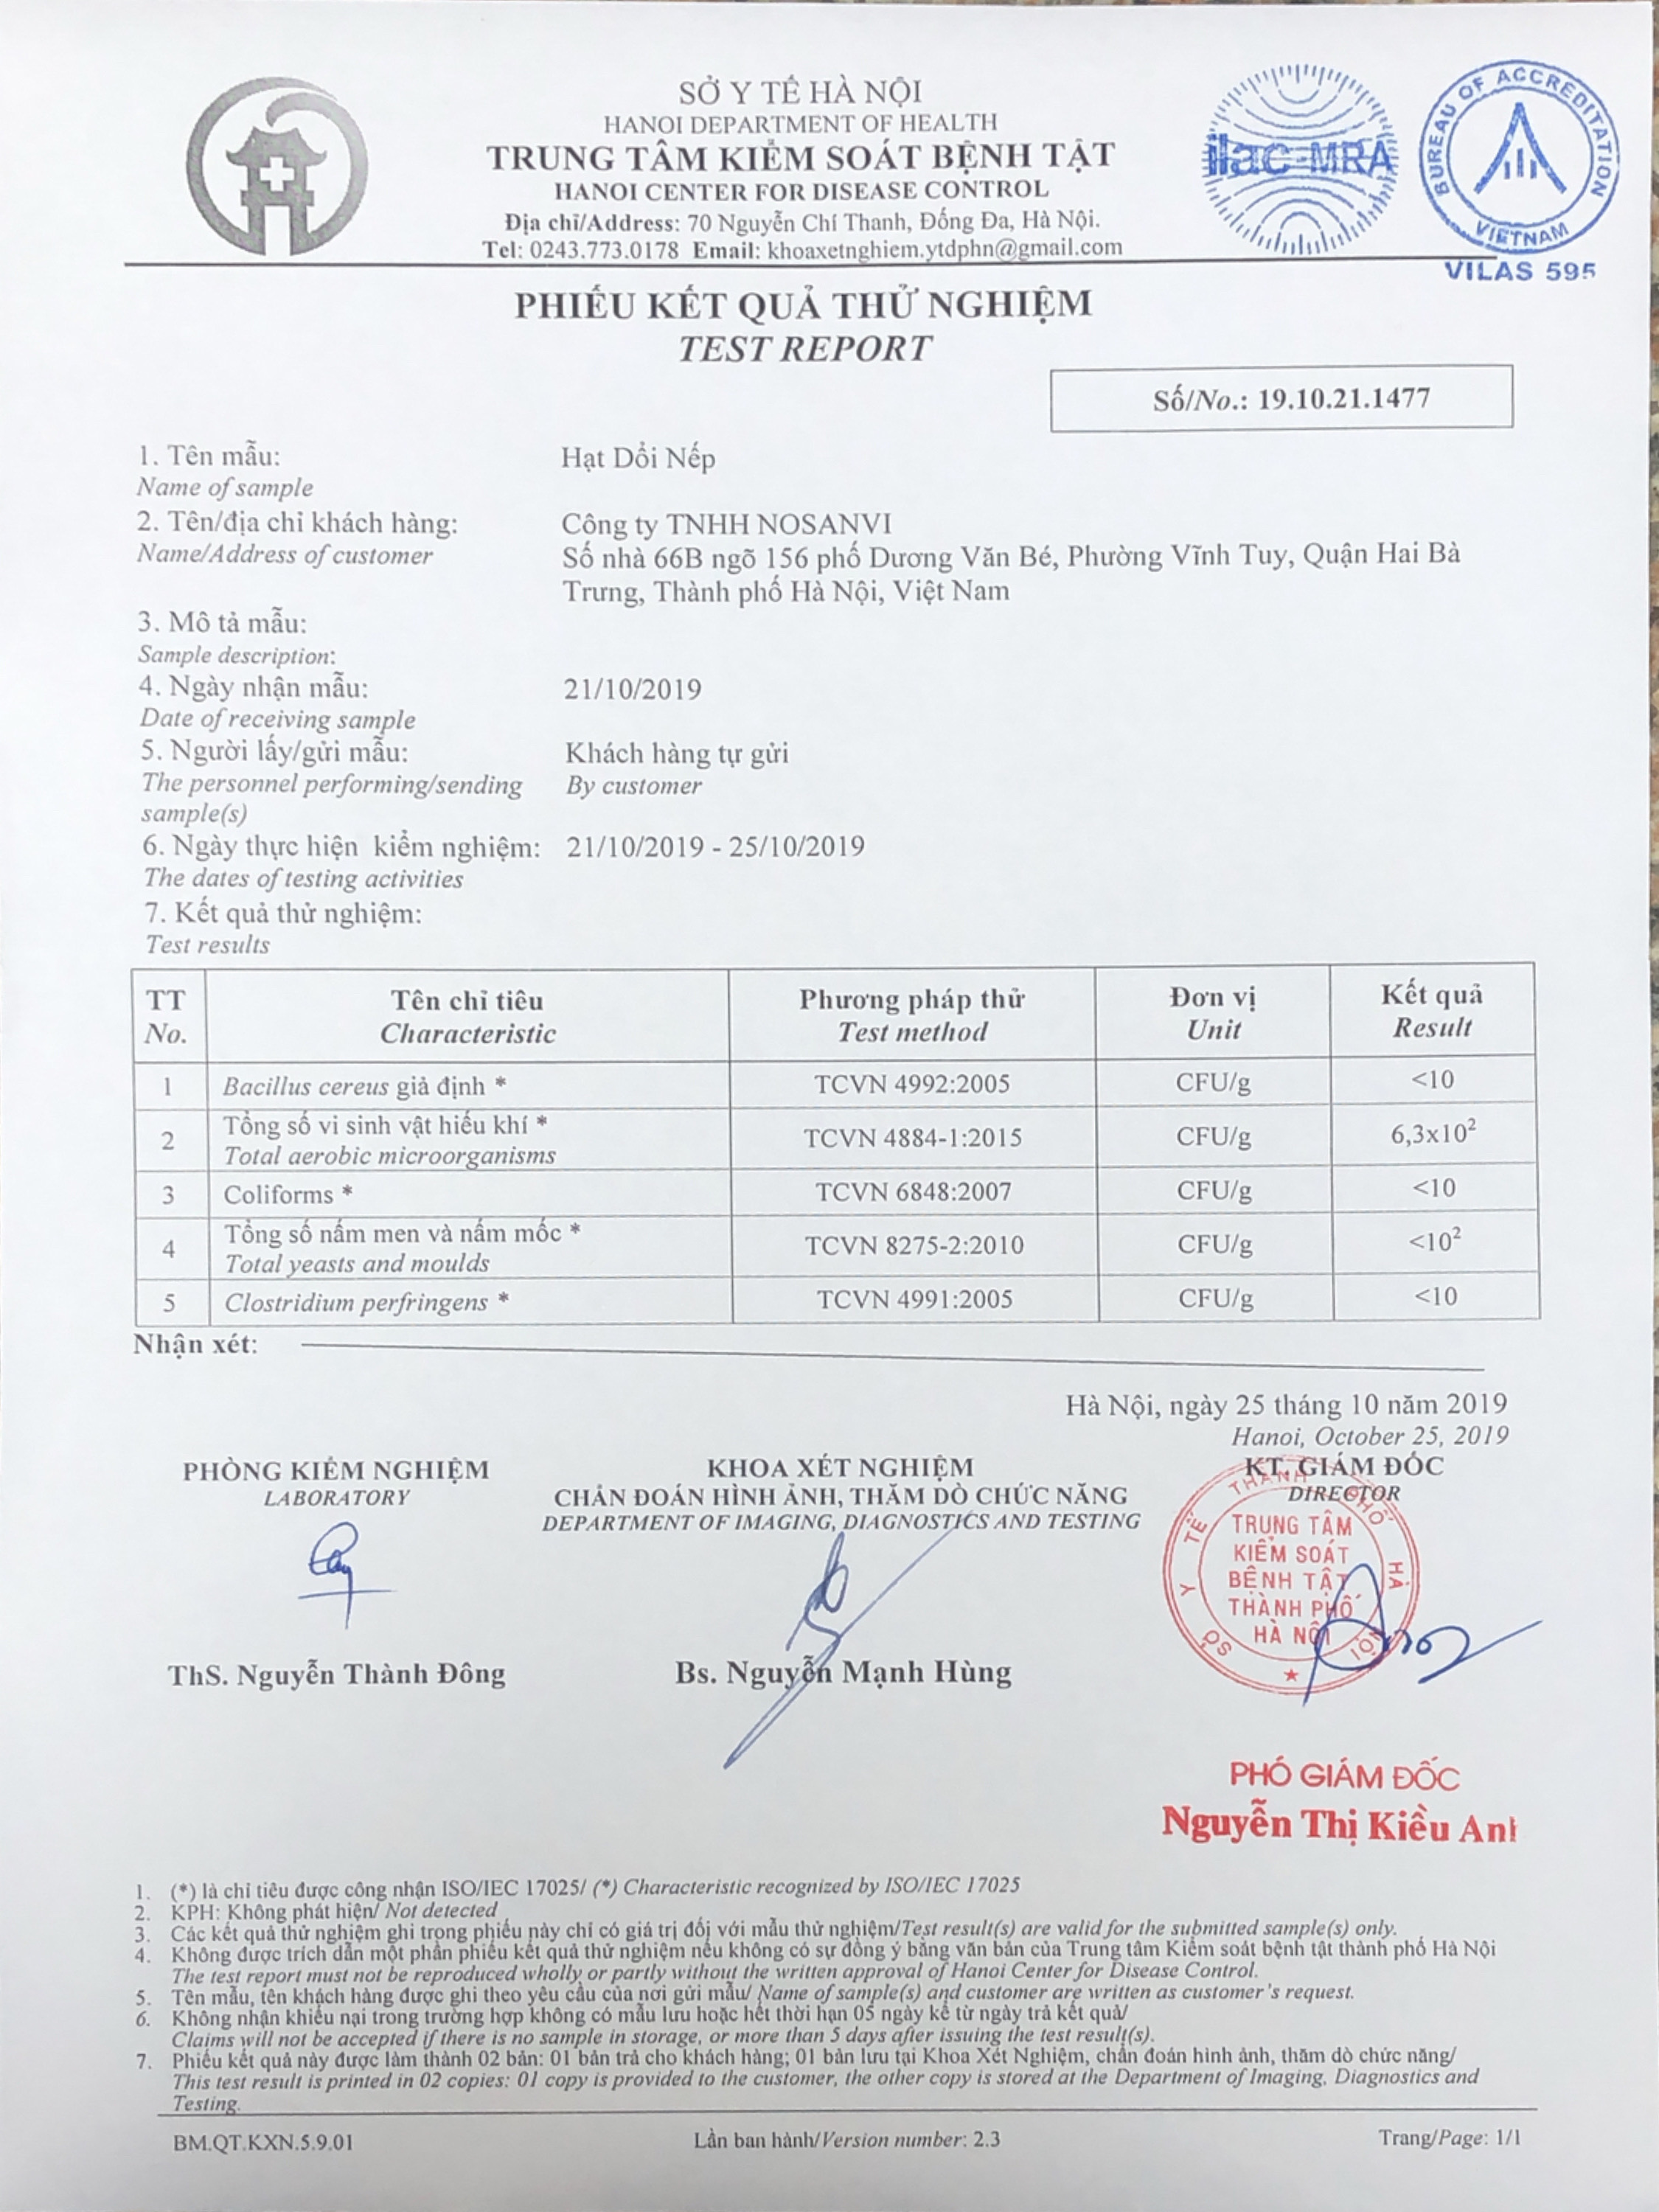 SỞ Y TẾ HÀ NỘI
HANOI DEPARTMENT OF HEALTH
TRUNG TÂM KIỂM SOÁT BỆNH TẬT
HANOI CENTER FOR DISEASE CONTROL
Địa chỉ/Address: 70 Nguyễn Chí Thanh, Đống Đa, Hà Nội.
Tel: 0243.773.0178 Email: khoaxetnghiem.ytdphn@gmail.com
ilac-MRA
BUREAU OF ACCREDITATION
VIETNAM
VILAS 595
PHIẾU KẾT QUẢ THỬ NGHIỆM
TEST REPORT
Số/No.: 19.10.21.1477
1. Tên mẫu: Hạt Dổi Nếp
Name of sample
2. Tên/địa chỉ khách hàng: Công ty TNHH NOSANVI
Name/Address of customer Số nhà 66B ngõ 156 phố Dương Văn Bé, Phường Vĩnh Tuy, Quận Hai Bà
Trưng, Thành phố Hà Nội, Việt Nam
3. Mô tả mẫu:
Sample description:
4. Ngày nhận mẫu: 21/10/2019
Date of receiving sample
5. Người lấy/gửi mẫu: Khách hàng tự gửi
The personnel performing/sending By customer
sample(s)
6. Ngày thực hiện kiểm nghiệm: 21/10/2019 - 25/10/2019
The dates of testing activities
7. Kết quả thử nghiệm:
Test results
TT Tên chỉ tiêu Phương pháp thử Đơn vị Kết quả
No. Characteristic Test method Unit Result
1 Bacillus cereus giả định * TCVN 4992:2005 CFU/g <10
2 Tổng số vi sinh vật hiếu khí * TCVN 4884-1:2015 CFU/g 6,3x10²
Total aerobic microorganisms
3 Coliforms * TCVN 6848:2007 CFU/g <10
4 Tổng số nấm men và nấm mốc * TCVN 8275-2:2010 CFU/g <10²
Total yeasts and moulds
5 Clostridium perfringens * TCVN 4991:2005 CFU/g <10
Nhận xét:
Hà Nội, ngày 25 tháng 10 năm 2019
Hanoi, October 25, 2019
PHÒNG KIỂM NGHIỆM KHOA XÉT NGHIỆM KT. GIÁM ĐỐC
LABORATORY CHẨN ĐOÁN HÌNH ẢNH, THĂM DÒ CHỨC NĂNG DIRECTOR
DEPARTMENT OF IMAGING, DIAGNOSTICS AND TESTING
SỞ Y TẾ THÀNH PHỐ HÀ NỘI
TRUNG TÂM
KIỂM SOÁT
BỆNH TẬT
THÀNH PHỐ
HÀ NỘI
ThS. Nguyễn Thành Đông Bs. Nguyễn Mạnh Hùng
PHÓ GIÁM ĐỐC
Nguyễn Thị Kiều Anh
1. (*) là chỉ tiêu được công nhận ISO/IEC 17025/ (*) Characteristic recognized by ISO/IEC 17025
2. KPH: Không phát hiện/ Not detected
3. Các kết quả thử nghiệm ghi trong phiếu này chỉ có giá trị đối với mẫu thử nghiệm/Test result(s) are valid for the submitted sample(s) only.
4. Không được trích dẫn một phần phiếu kết quả thử nghiệm nếu không có sự đồng ý bằng văn bản của Trung tâm Kiểm soát bệnh tật thành phố Hà Nội
The test report must not be reproduced wholly or partly without the written approval of Hanoi Center for Disease Control.
5. Tên mẫu, tên khách hàng được ghi theo yêu cầu của nơi gửi mẫu/ Name of sample(s) and customer are written as customer's request.
6. Không nhận khiếu nại trong trường hợp không có mẫu lưu hoặc hết thời hạn 05 ngày kể từ ngày trả kết quả/
Claims will not be accepted if there is no sample in storage, or more than 5 days after issuing the test result(s).
7. Phiếu kết quả này được làm thành 02 bản: 01 bản trả cho khách hàng; 01 bản lưu tại Khoa Xét Nghiệm, chẩn đoán hình ảnh, thăm dò chức năng/
This test result is printed in 02 copies: 01 copy is provided to the customer, the other copy is stored at the Department of Imaging, Diagnostics and
Testing.
BM.QT.KXN.5.9.01 Lần ban hành/Version number: 2.3 Trang/Page: 1/1